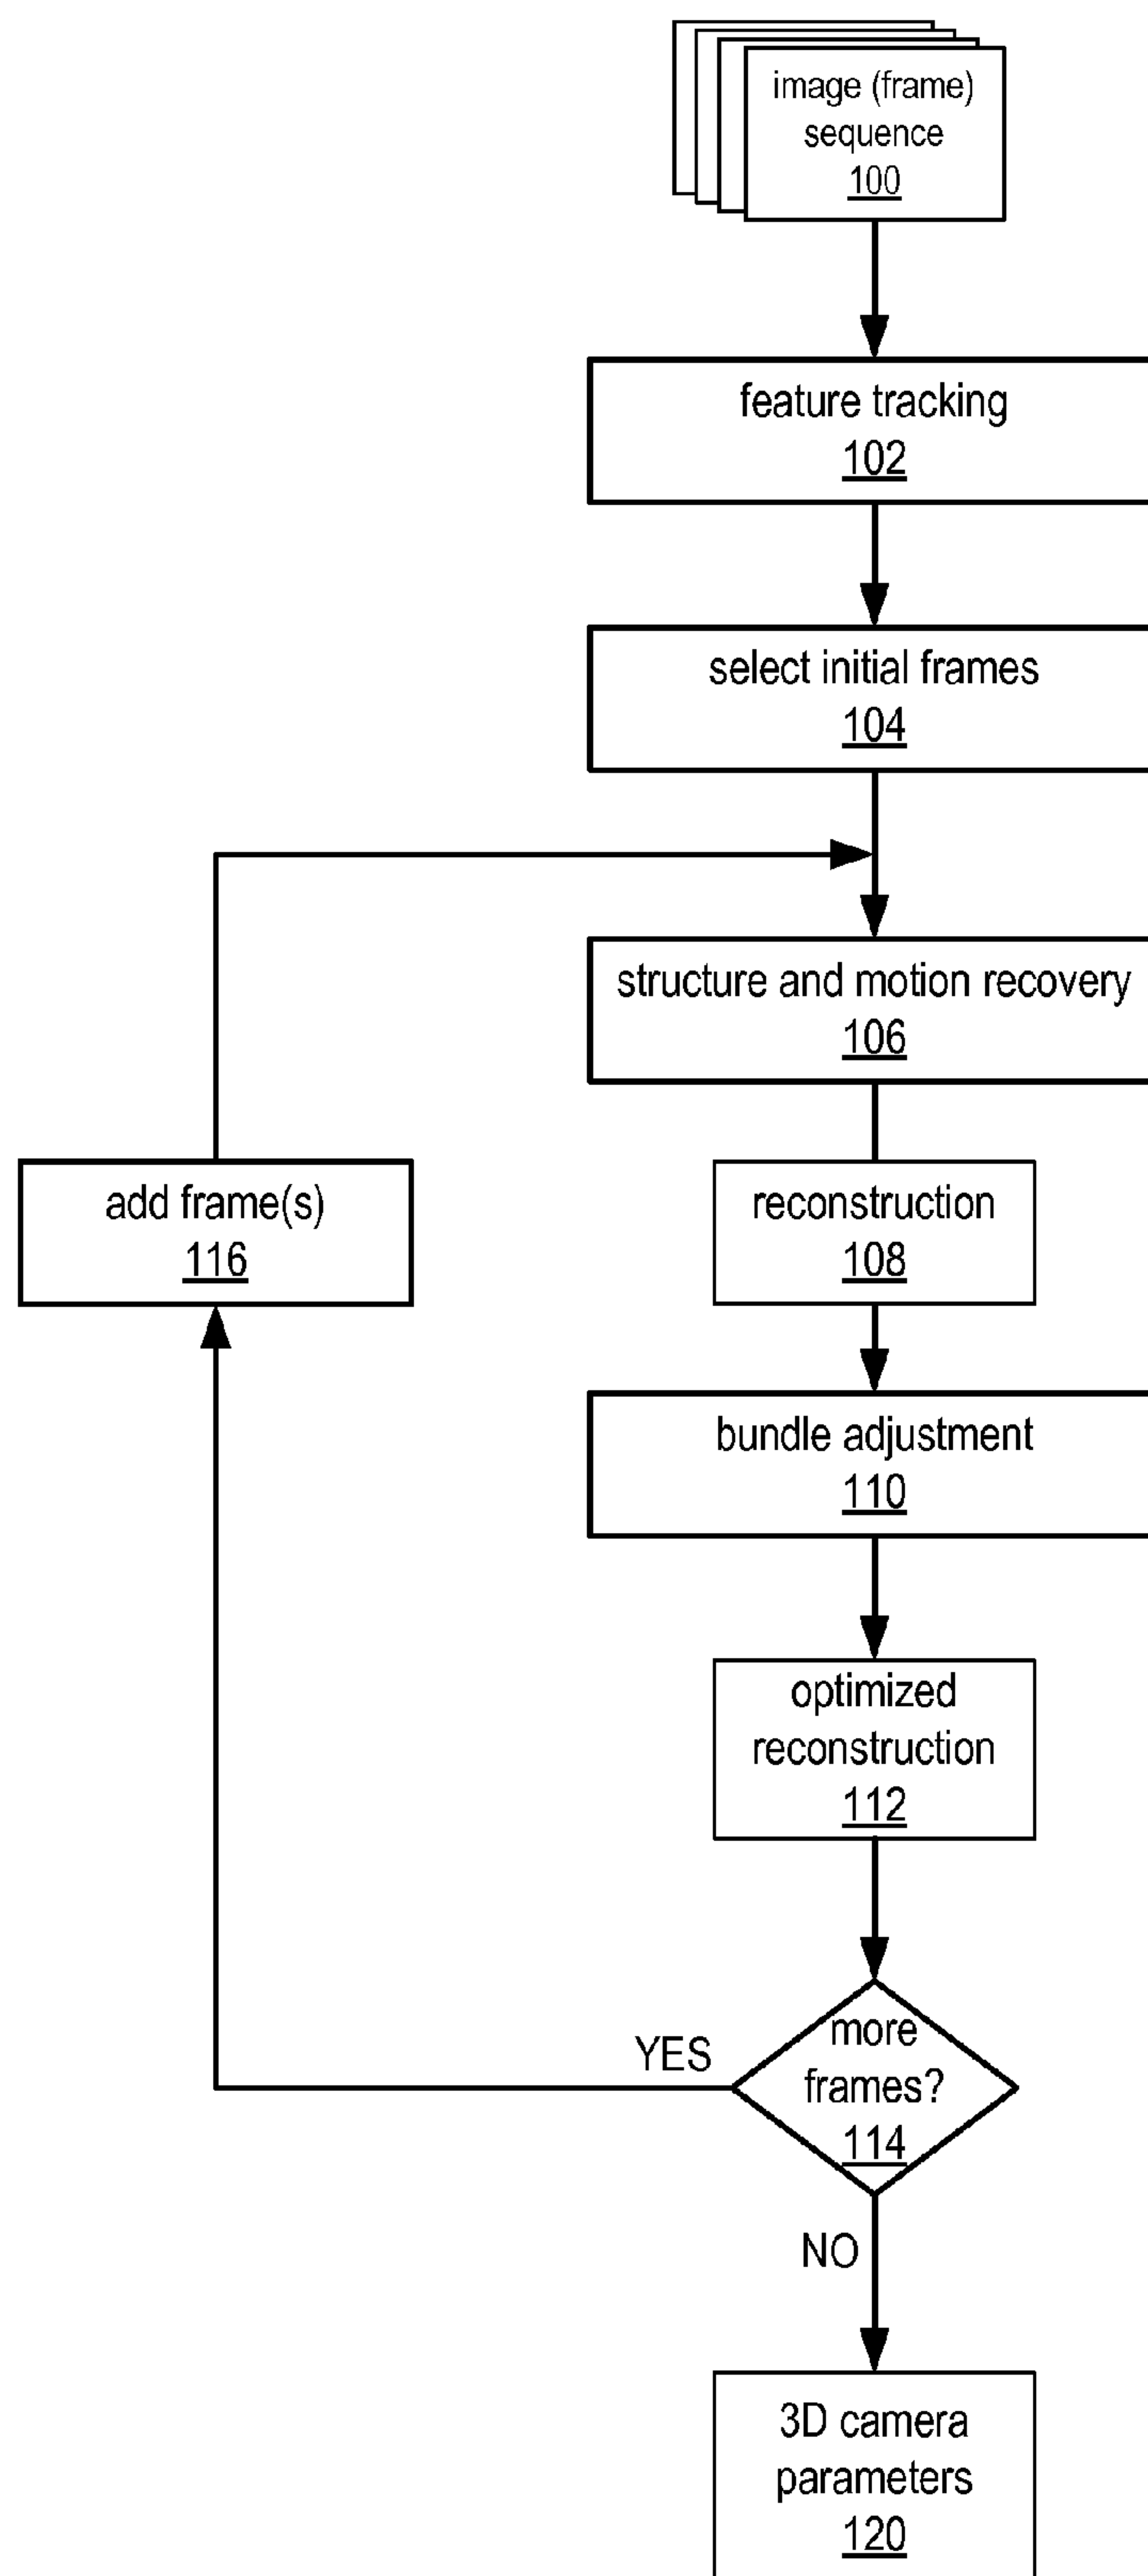 image (frame)
sequence
100
feature tracking
102
select initial frames
104
structure and motion recovery
106
add frame(s)
116
reconstruction
108
bundle adjustment
110
optimized
reconstruction
112
YES
more
frames?
114
NO
3D camera
parameters
120